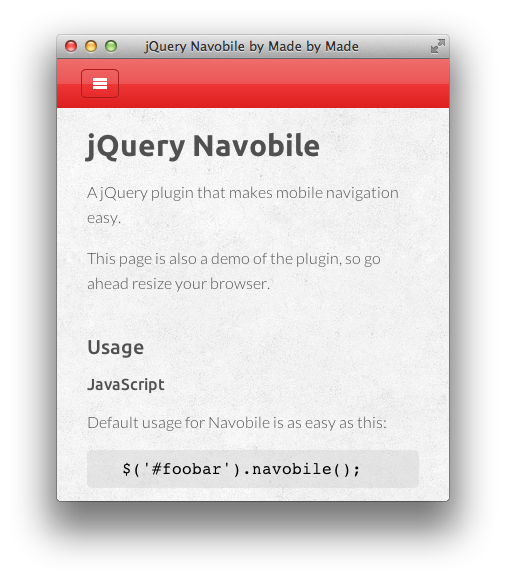 jQuery Navobile by Made by Made
jQuery Navobile
A jQuery plugin that makes mobile navigation
easy.
This page is also a demo of the plugin, so go
ahead resize your browser.
Usage
JavaScript
Default usage for Navobile is as easy as this:
$('#foobar').navobile();